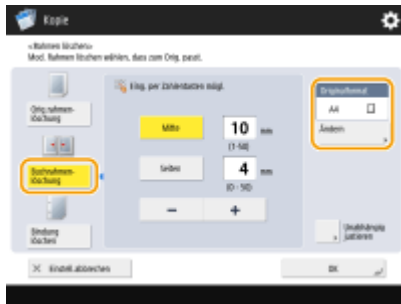 Kopie
<Rahmen löschen>
Mod. Rahmen löschen wählen, dass zum Orig. passt.
Orig.rahmen-
löschung
Buchrahmen-
löschung
Bindung
löschen
Eing. per Zahlentasten mögl.
Mitte
10 mm
(1-50)
Seiten
4 mm
(0 - 50)
−
+
Originalformat
A4
Ändern
Unabhängig
justieren
Einstell. abbrechen
OK